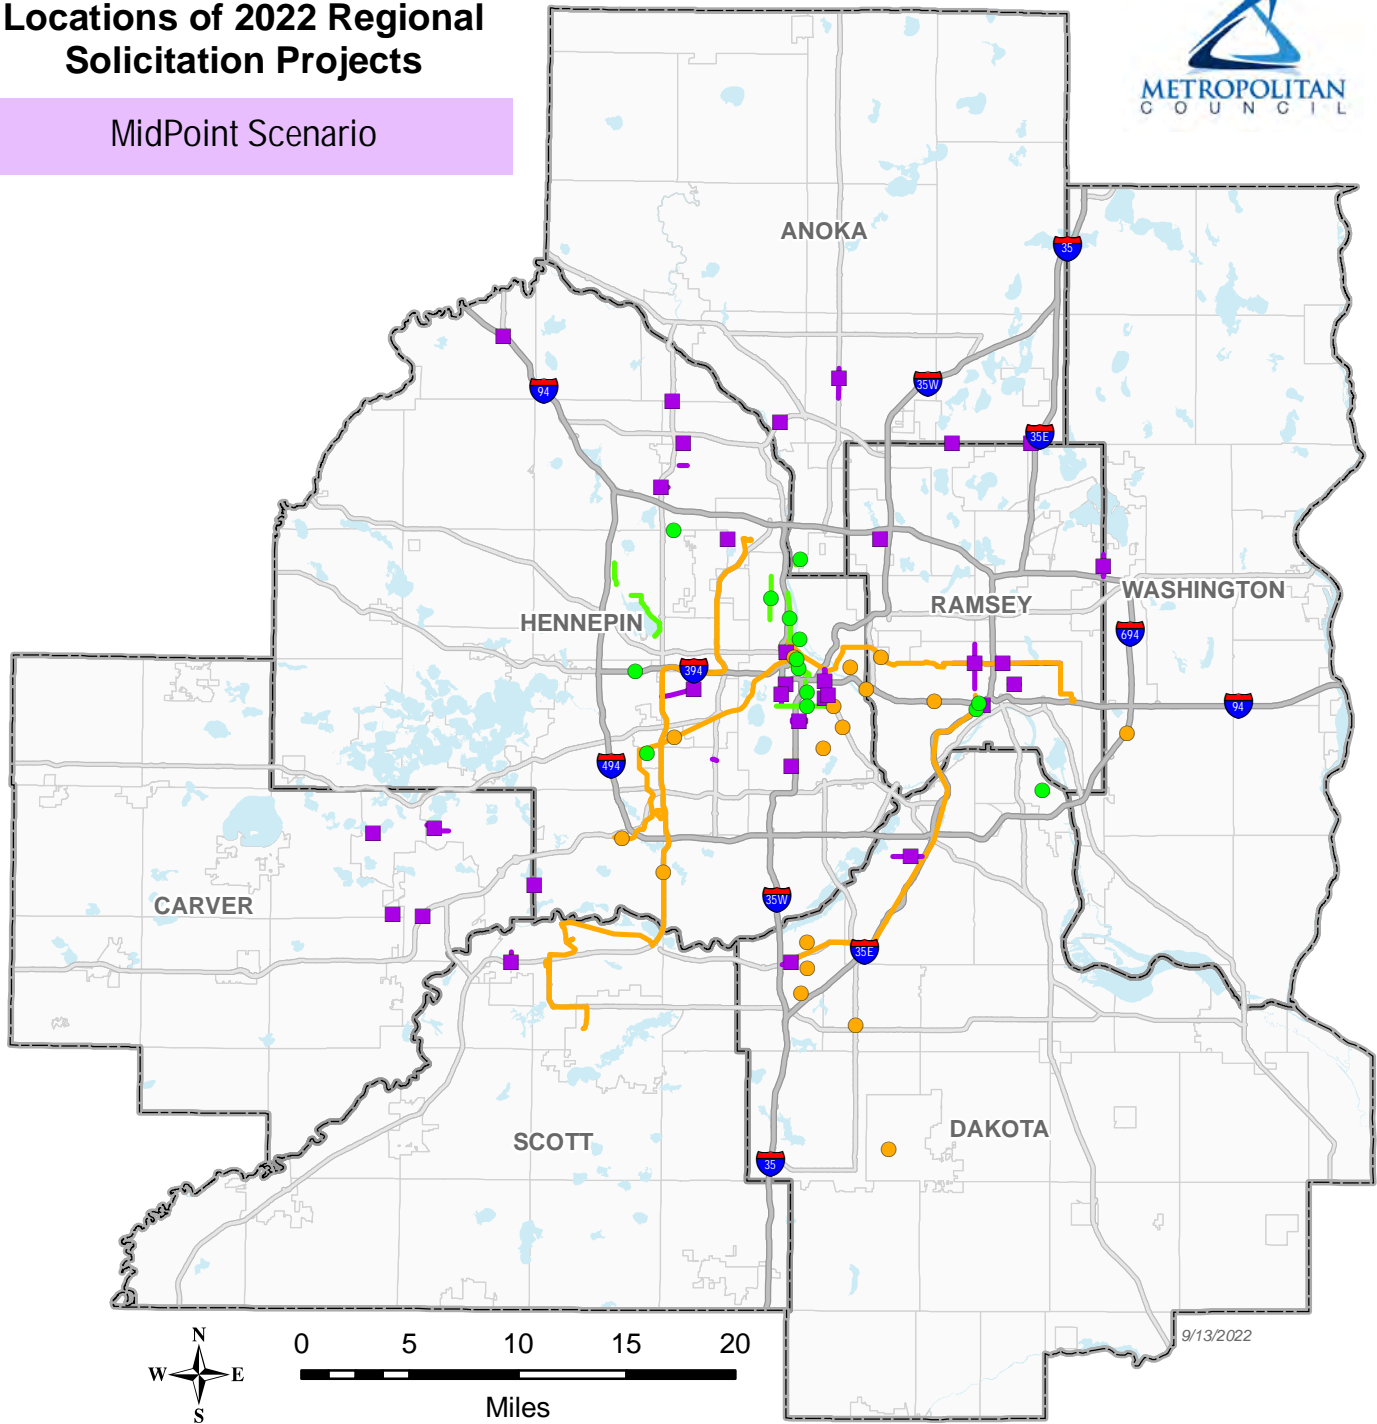 Locations of 2022 Regional
Solicitation Projects
MidPoint Scenario
METROPOLITAN
COUNCIL
ANOKA
35
94
35W
35E
HENNEPIN
RAMSEY
WASHINGTON
694
394
94
494
CARVER
35W
35E
SCOTT
DAKOTA
35
9/13/2022
N
W E
S
0 5 10 15 20
Miles